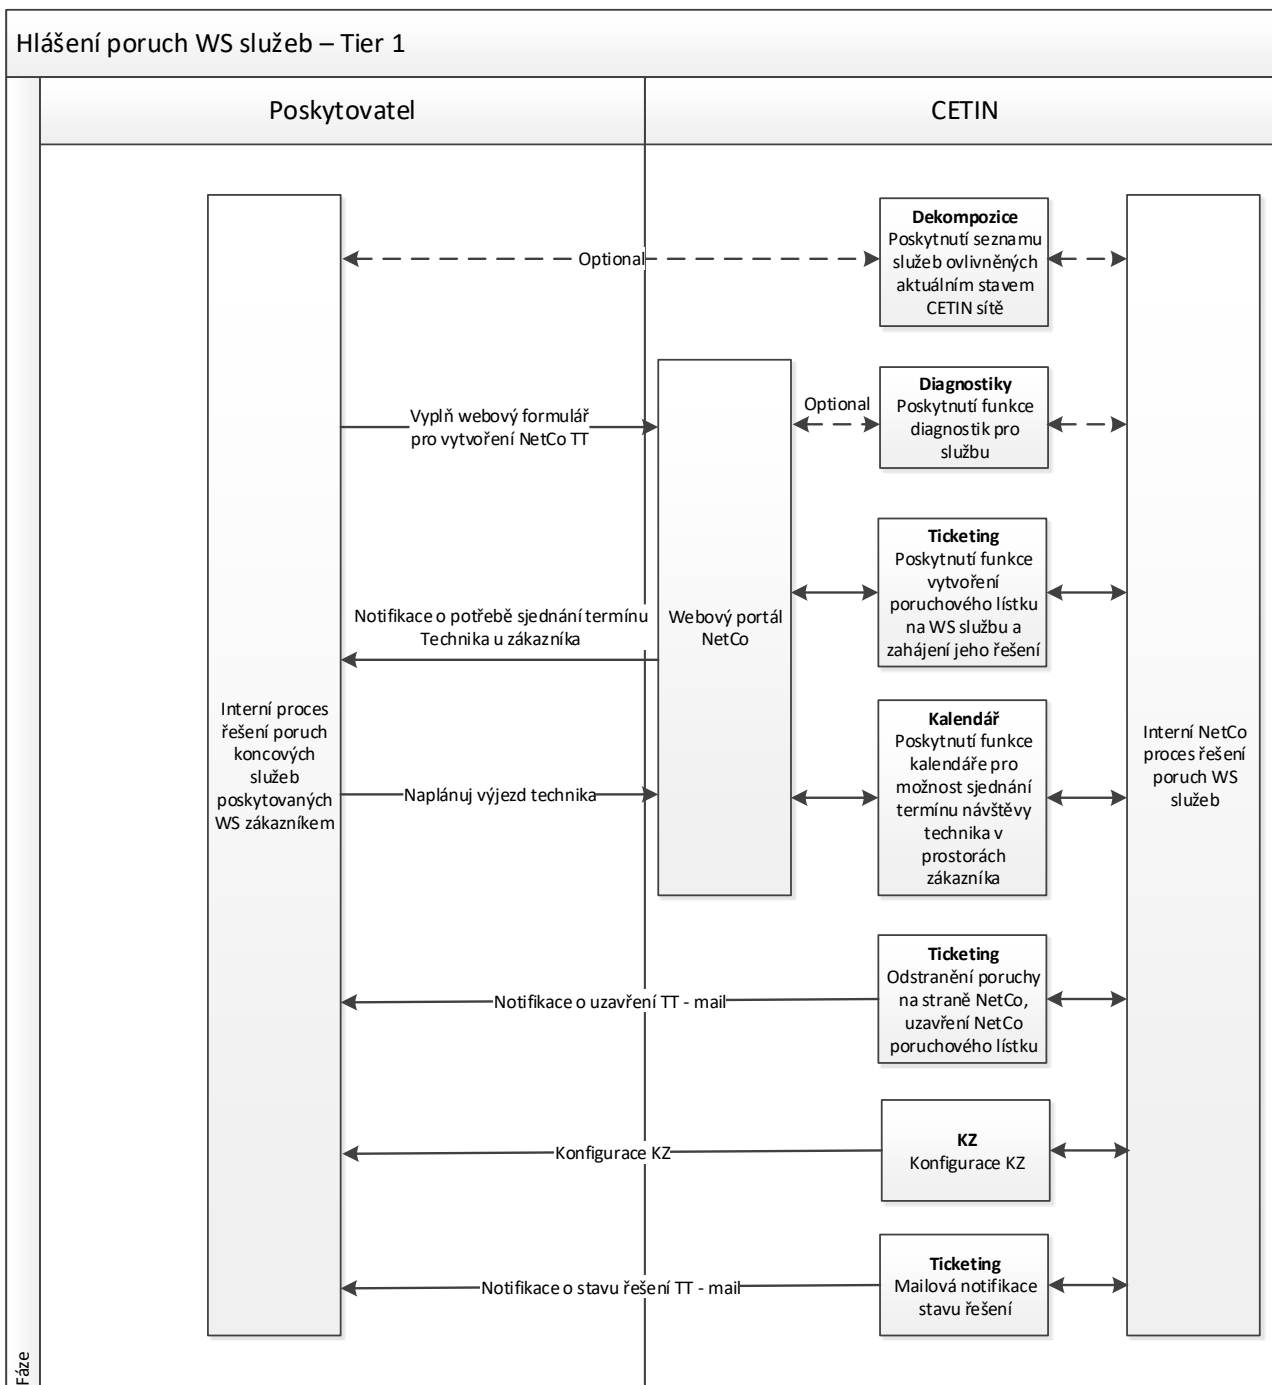 Hlášení poruch WS služeb – Tier 1
Poskytovatel
CETIN
Dekompozice
Poskytnutí seznamu
služeb ovlivněných
aktuálním stavem
CETIN sítě
Optional
Diagnostiky
Poskytnutí funkce
diagnostik pro
službu
Optional
Vyplň webový formulář
pro vytvoření NetCo TT
Ticketing
Poskytnutí funkce
vytvoření
poruchového lístku
na WS službu a
zahájení jeho řešení
Notifikace o potřebě sjednání termínu
Technika u zákazníka
Webový portál
NetCo
Interní proces
řešení poruch
koncových
služeb
poskytovaných
WS zákazníkem
Kalendář
Poskytnutí funkce
kalendáře pro
možnost sjednání
termínu návštěvy
technika v
prostorách
zákazníka
Interní NetCo
proces řešení
poruch WS
služeb
Naplánuj výjezd technika
Ticketing
Odstranění poruchy
na straně NetCo,
uzavření NetCo
poruchového lístku
Notifikace o uzavření TT - mail
KZ
Konfigurace KZ
Konfigurace KZ
Ticketing
Mailová notifikace
stavu řešení
Notifikace o stavu řešení TT - mail
Fáze